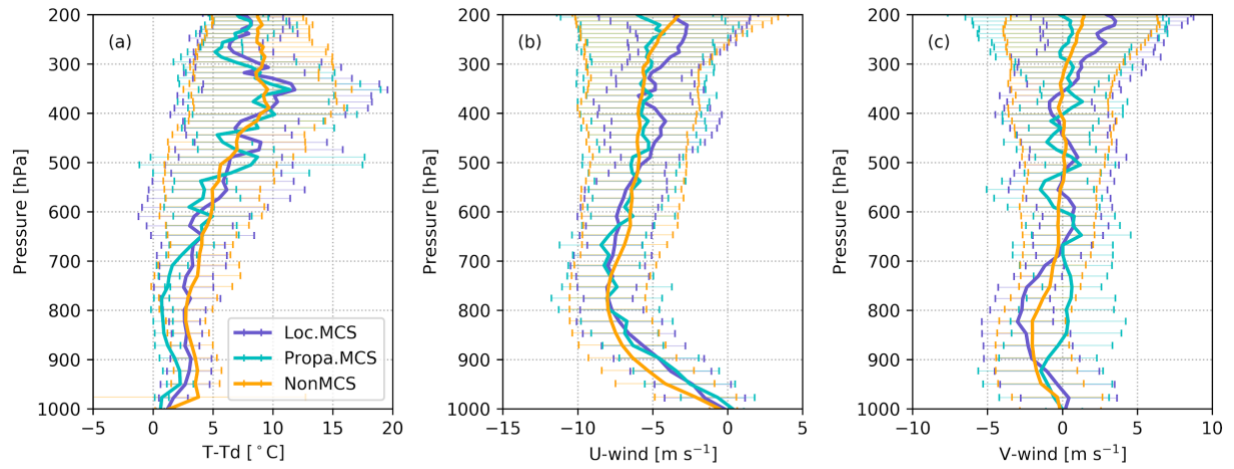 (a)
200
300
400
500
600
700
800
900
1000
Pressure [hPa]
Loc.MCS
Propa.MCS
NonMCS
−5 0 5 10 15 20
T-Td [°C]
(b)
200
300
400
500
600
700
800
900
1000
Pressure [hPa]
−15 −10 −5 0 5
U-wind [m s⁻¹]
(c)
200
300
400
500
600
700
800
900
1000
Pressure [hPa]
−10 −5 0 5 10
V-wind [m s⁻¹]